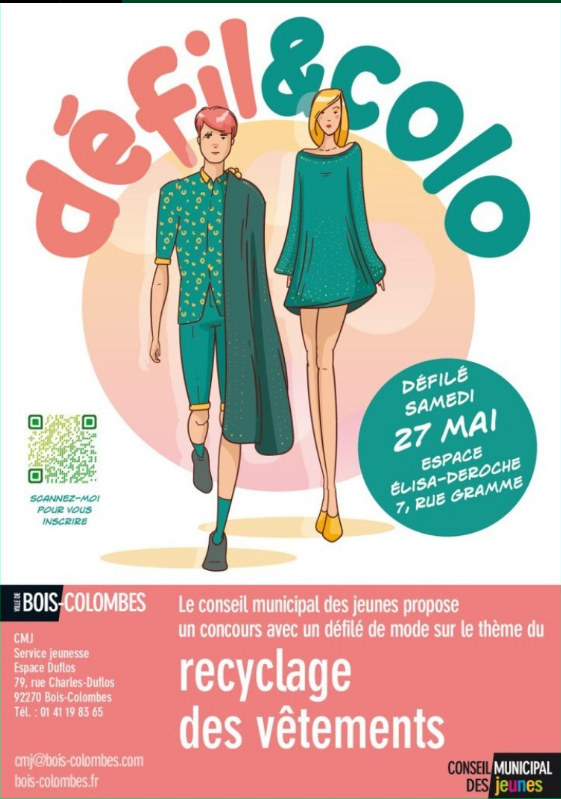 défil&colo
DÉFILÉ
SAMEDI
27 MAI
ESPACE
ÉLISA-DEROCHE
7, RUE GRAMME
SCANNEZ-MOI
POUR VOUS
INSCRIRE
VILLE DE BOIS-COLOMBES
CMJ
Service jeunesse
Espace Duflos
79, rue Charles-Duflos
92270 Bois-Colombes
Tél. : 01 41 19 83 65
cmj@bois-colombes.com
bois-colombes.fr
Le conseil municipal des jeunes propose
un concours avec un défilé de mode sur le thème du
recyclage
des vêtements
CONSEIL MUNICIPAL
DES jeunes